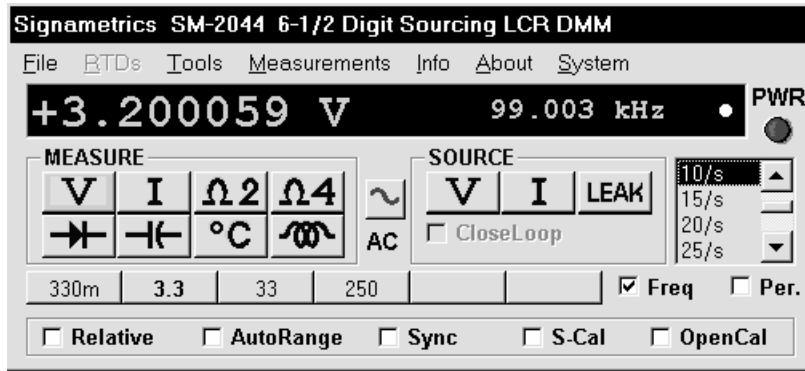 Signametrics SM-2044 6-1/2 Digit Sourcing LCR DMM
File RTDs Tools Measurements Info About System
+3.200059 V 99.003 kHz PWR
MEASURE SOURCE
V I Ω2 Ω4 V I LEAK
°C AC CloseLoop
10/s
15/s
20/s
25/s
330m 3.3 33 250 Freq Per.
Relative AutoRange Sync S-Cal OpenCal